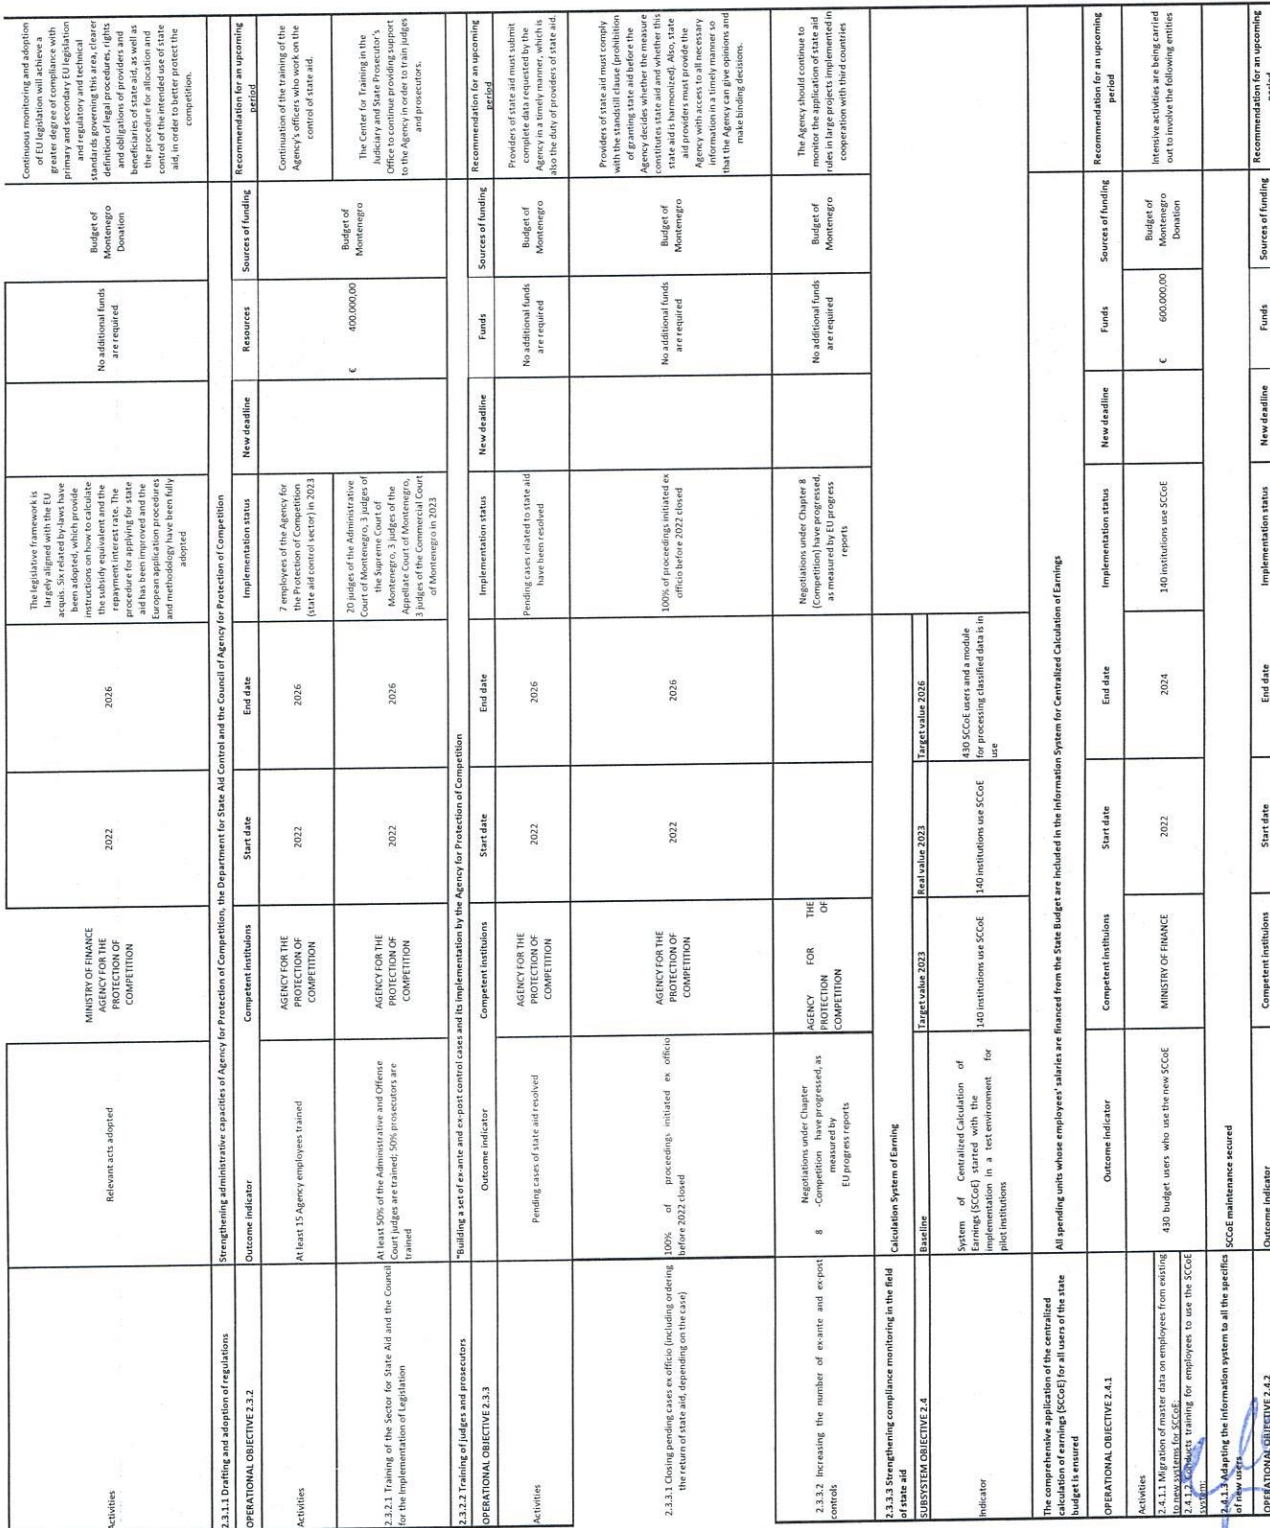 Activities
Relevant acts adopted
MINISTRY OF FINANCE
AGENCY FOR THE
PROTECTION OF
COMPETITION
2022
2026
The legislative framework is
largely aligned with the EU
acquis. Six related by-laws have
been adopted, which provide
instructions on how to calculate
the subsidy equivalent and the
repayment interest rate. The
procedure for applying for state
aid has been improved and the
European application procedures
and methodology have been fully
adopted
No additional funds
are required
Budget of
Montenegro
Donation
Continuous monitoring and adoption
of EU legislation will achieve a
greater degree of compliance with
primary and secondary EU legislation
and regulatory and technical
standards governing this area, clearer
definition of legal procedures, rights
and obligations of providers and
beneficiaries of state aid, as well as
the procedure for allocation and
control of the intended use of state
aid, in order to better protect the
competition.
2.3.1.1 Drafting and adoption of regulations
Strengthening administrative capacities of Agency for Protection of Competition, the Department for State Aid Control and the Council of Agency for Protection of Competition
OPERATIONAL OBJECTIVE 2.3.2
Outcome indicator
Competent instituions
Start date
End date
Implementation status
New deadline
Resources
Sources of funding
Recommendation for an upcoming
period
Activities
At least 15 Agency employees trained
AGENCY FOR THE
PROTECTION OF
COMPETITION
2022
2026
7 employees of the Agency for
the Protection of Competition
(state aid control sector) in 2023
€ 400.000,00
Budget of
Montenegro
Continuation of the training of the
Agency's officers who work on the
control of state aid.
2.3.2.1 Training of the Sector for State Aid and the Council
for the Implementation of Legislation
At least 50% of the Administrative and Offense
Court judges are trained; 50% prosecutors are
trained
AGENCY FOR THE
PROTECTION OF
COMPETITION
2022
2026
20 judges of the Administrative
Court of Montenegro, 3 judges of
the Supreme Court of
Montenegro, 3 judges of the
Appellate Court of Montenegro,
3 judges of the Commercial Court
of Montenegro in 2023
The Center for Training in the
Judiciary and State Prosecutor's
Office to continue providing support
to the Agency in order to train judges
and prosecutors.
2.3.2.2 Training of judges and prosecutors
"Building a set of ex-ante and ex-post control cases and its implementation by the Agency for Protection of Competition
OPERATIONAL OBJECTIVE 2.3.3
Outcome indicator
Competent instituions
Start date
End date
Implementation status
New deadline
Funds
Sources of funding
Recommendation for an upcoming
period
Activities
Pending cases of state aid resolved
AGENCY FOR THE
PROTECTION OF
COMPETITION
2022
2026
Pending cases related to state aid
have been resolved
No additional funds
are required
Budget of
Montenegro
Providers of state aid must submit
complete data requested by the
Agency in a timely manner, which is
also the duty of providers of state aid.
2.3.3.1 Closing pending cases ex officio (including ordering
the return of state aid, depending on the case)
100% of proceedings initiated ex officio
before 2022 closed
AGENCY FOR THE
PROTECTION OF
COMPETITION
2022
2026
100% of proceedings initiated ex
officio before 2022 closed
No additional funds
are required
Budget of
Montenegro
Providers of state aid must comply
with the standstill clause (prohibition
of granting state aid before the
Agency decides whether the measure
constitutes state aid and whether this
state aid is harmonized). Also, state
aid providers must provide the
Agency with access to all necessary
information in a timely manner so
that the Agency can give opinions and
make binding decisions.
2.3.3.2 Increasing the number of ex-ante and ex-post
controls
Negotiations under Chapter
8 -Competition have progressed, as
measured by
EU progress reports
AGENCY FOR THE
PROTECTION OF
COMPETITION
Negotiations under Chapter 8
(Competition) have progressed,
as measured by EU progress
reports
No additional funds
are required
Budget of
Montenegro
The Agency should continue to
monitor the application of state aid
rules in large projects implemented in
cooperation with third countries
2.3.3.3 Strengthening compliance monitoring in the field
of state aid
Calculation System of Earning
SUBSYSTEM OBJECTIVE 2.4
Baseline
Target value 2023
Real value 2023
Target value 2026
Indicator
System of Centralized Calculation of
Earnings (SCCoE) started with the
implementation in a test environment for
pilot institutions
140 institutions use SCCoE
140 institutions use SCCoE
430 SCCoE users and a module
for processing classified data is in
use
The comprehensive application of the centralized
calculation of earnings (SCCoE) for all users of the state
budget is ensured
All spending units whose employees' salaries are financed from the State Budget are included in the Information System for Centralized Calculation of Earnings
OPERATIONAL OBJECTIVE 2.4.1
Outcome indicator
Competent instituions
Start date
End date
Implementation status
New deadline
Funds
Sources of funding
Recommendation for an upcoming
period
Activities
2.4.1.1 Migration of master data on employees from existing
to new systems for SCCoE;
430 budget users who use the new SCCoE
MINISTRY OF FINANCE
2022
2024
140 institutions use SCCoE
€ 600.000,00
Budget of
Montenegro
Donation
Intensive activities are being carried
out to involve the following entities
2.4.1.2 Conducts training for employees to use the SCCoE
system;
2.4.1.3 Adapting the information system to all the specifics
of new users
SCCoE maintenance secured
OPERATIONAL OBJECTIVE 2.4.2
Outcome indicator
Competent instituions
Start date
End date
Implementation status
New deadline
Funds
Sources of funding
Recommendation for an upcoming